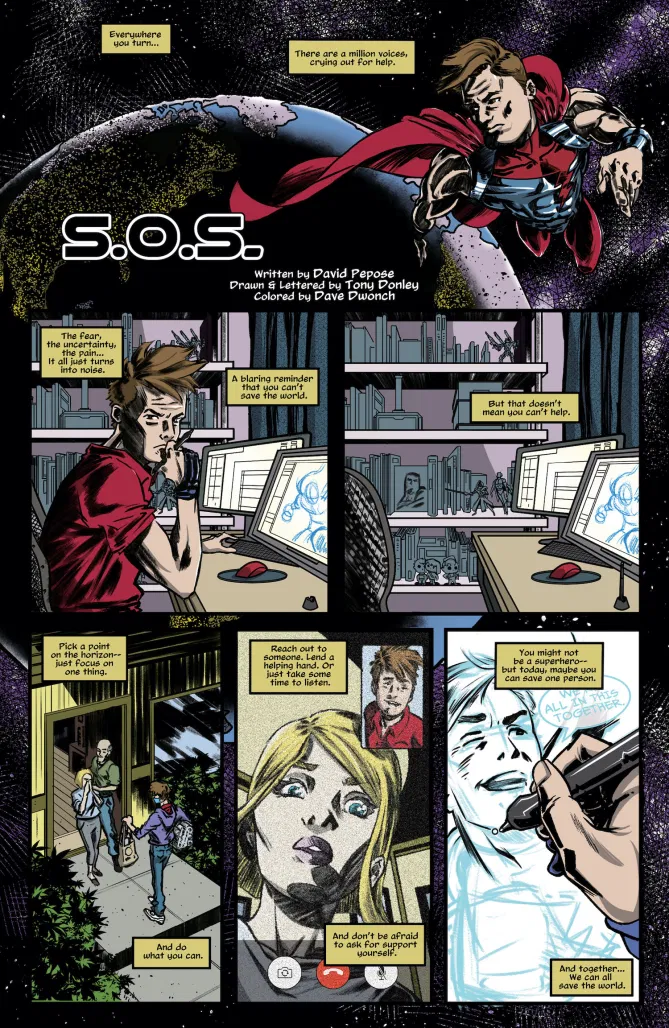 Everywhere
you turn...
There are a million voices,
crying out for help.
S.O.S.
Written by David Pepose
Drawn & Lettered by Tony Donley
Colored by Dave Dwonch
The fear,
the uncertainty,
the pain...
It all just turns
into noise.
A blaring reminder
that you can't
save the world.
But that doesn't
mean you can't help.
Pick a point
on the horizon--
just focus on
one thing.
And do
what you can.
Reach out to
someone. Lend a
helping hand. Or
just take some
time to listen.
And don't be afraid
to ask for support
yourself.
You might not
be a superhero--
but today, maybe you
can save one person.
ALL IN THIS
TOGETHER.
And together...
We can all
save the world.